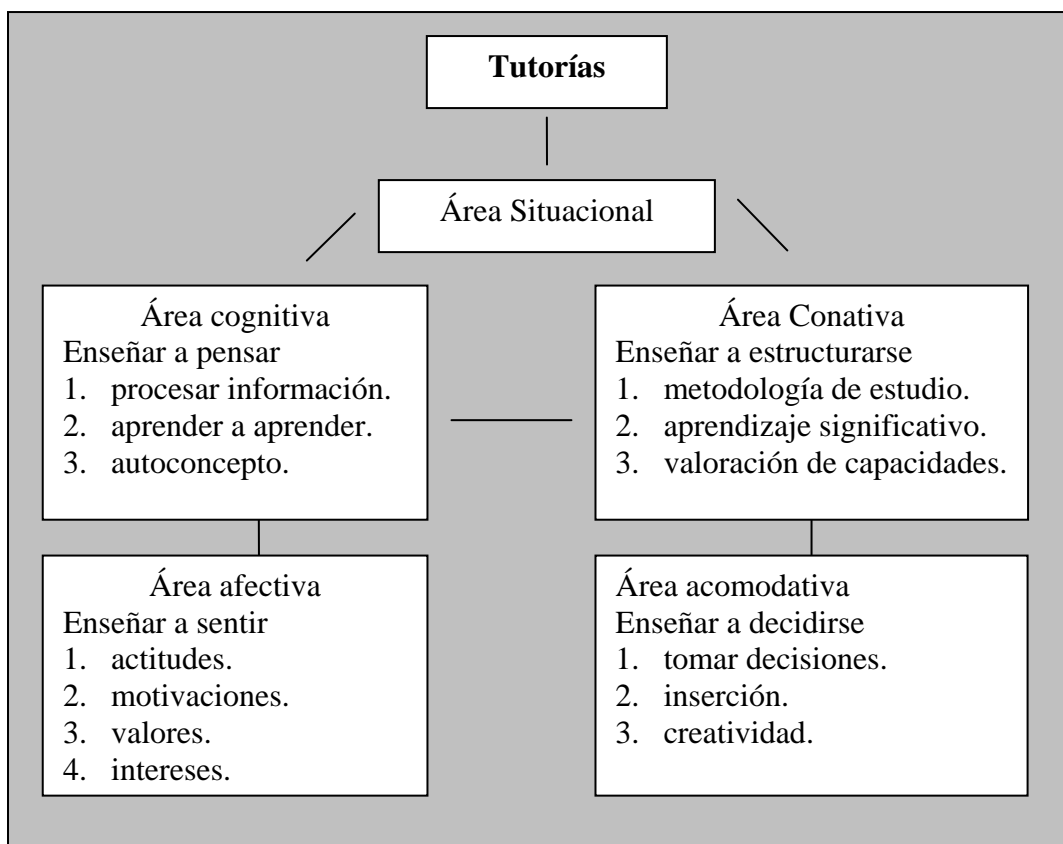 Tutorías
Área Situacional
Área cognitiva
Enseñar a pensar
1. procesar información.
2. aprender a aprender.
3. autoconcepto.
Área Conativa
Enseñar a estructurarse
1. metodología de estudio.
2. aprendizaje significativo.
3. valoración de capacidades.
Área afectiva
Enseñar a sentir
1. actitudes.
2. motivaciones.
3. valores.
4. intereses.
Área acomodativa
Enseñar a decidirse
1. tomar decisiones.
2. inserción.
3. creatividad.